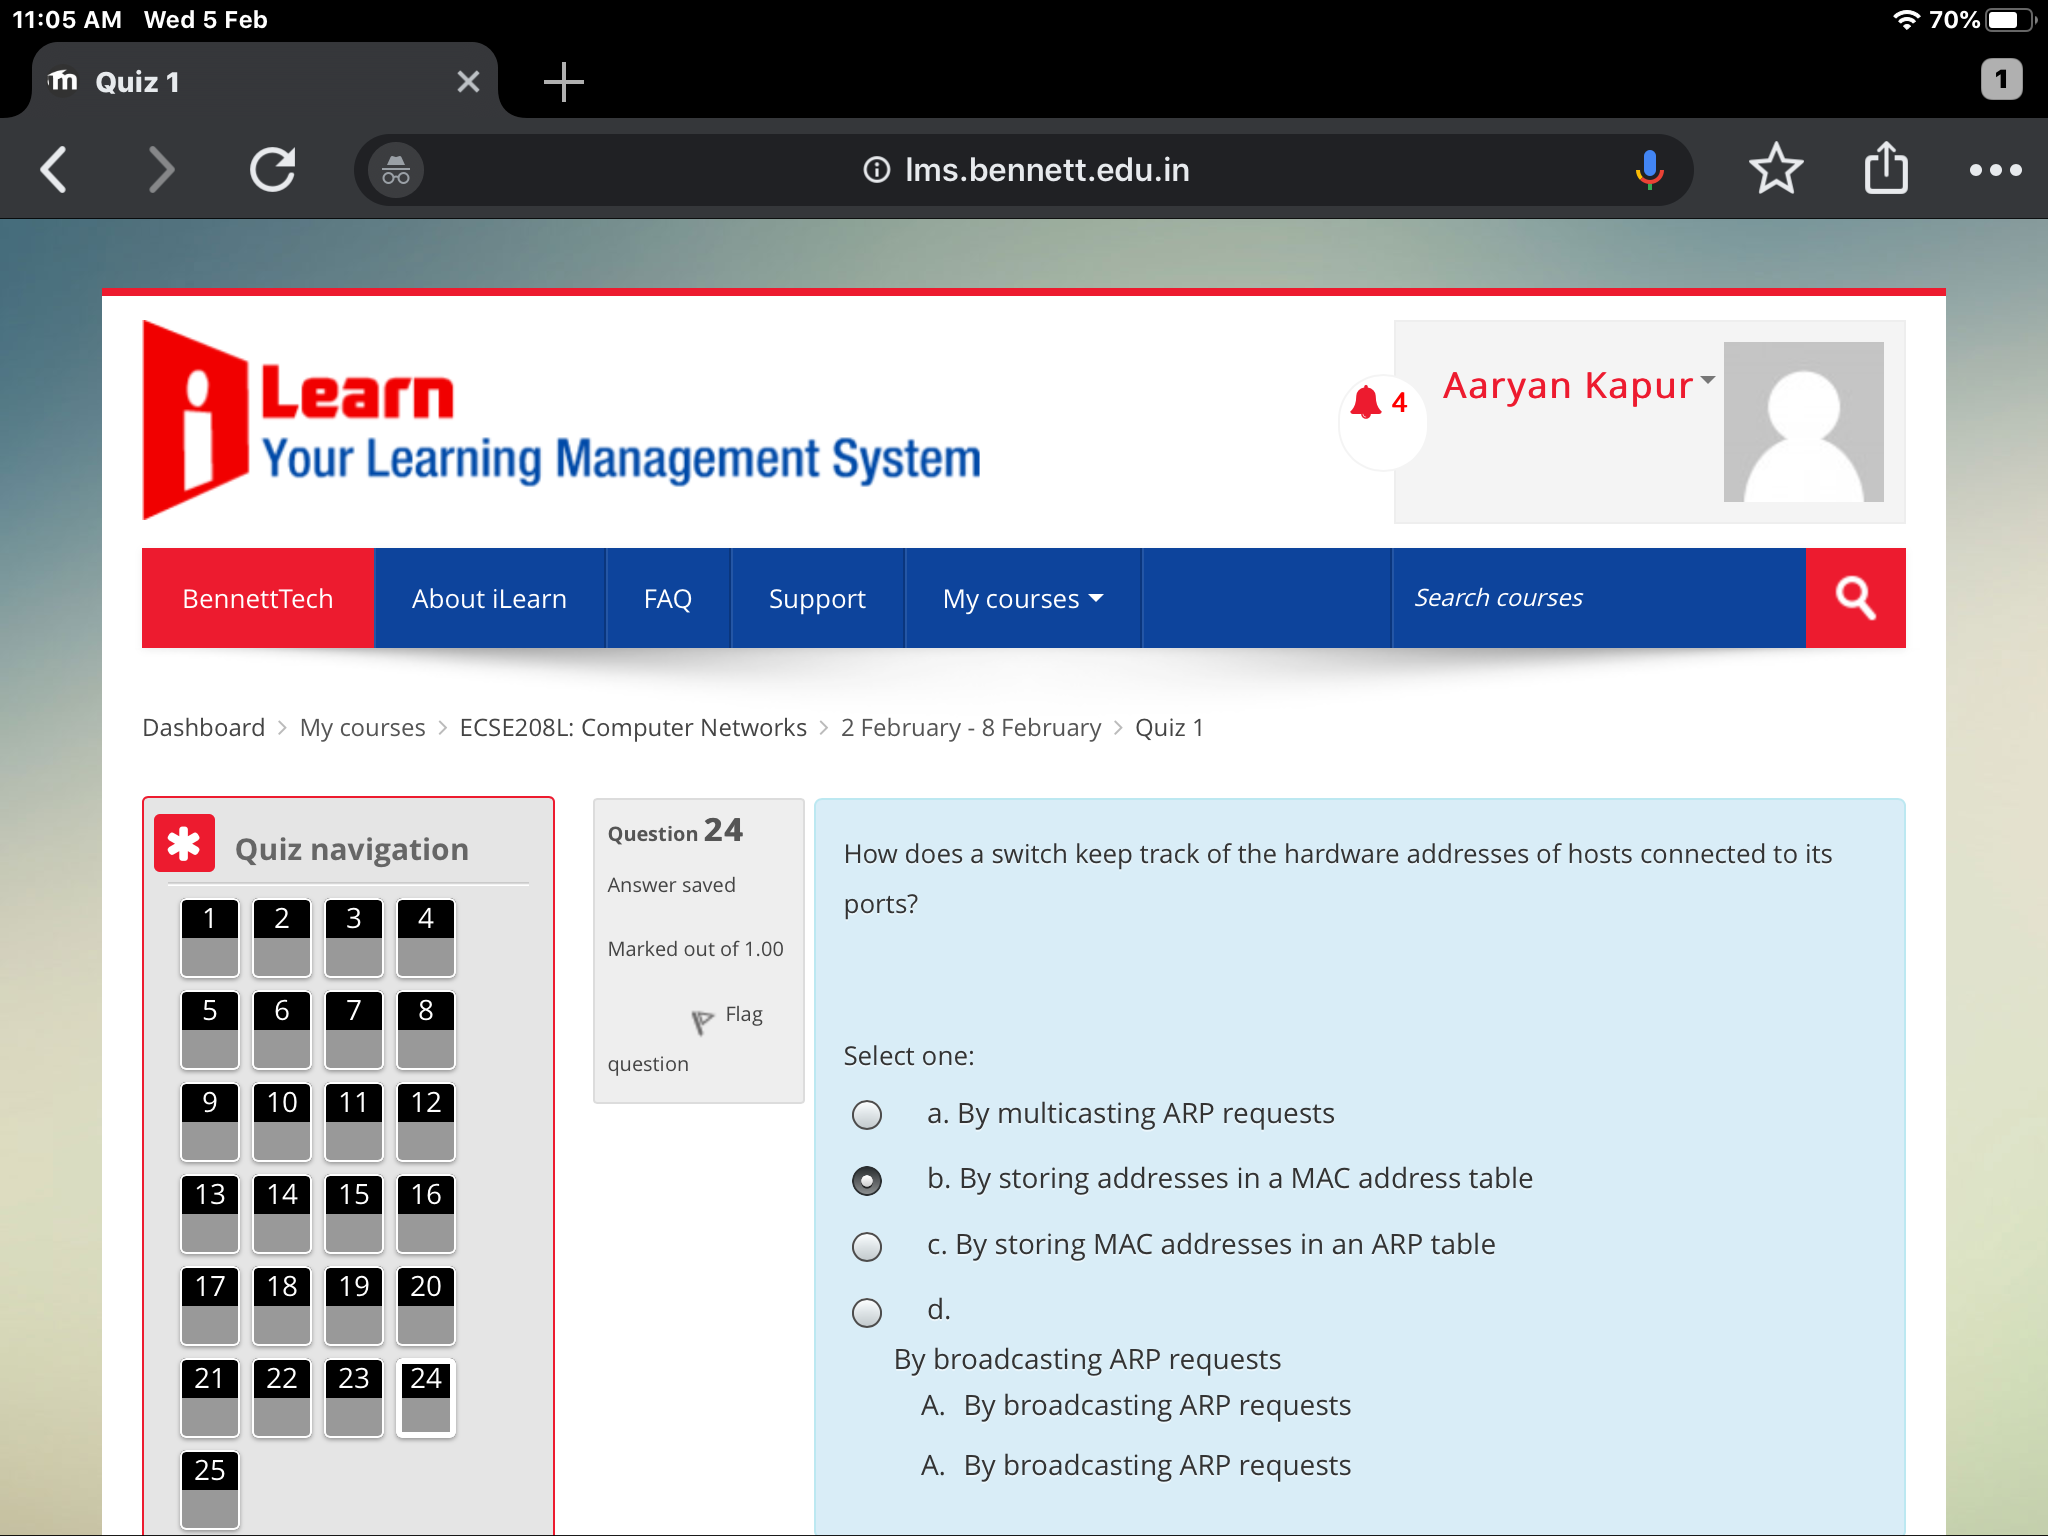 11:05 AM Wed 5 Feb
70%
m Quiz 1
1
lms.bennett.edu.in
i Learn
Your Learning Management System
4
Aaryan Kapur
BennettTech About iLearn FAQ Support My courses Search courses
Dashboard > My courses > ECSE208L: Computer Networks > 2 February - 8 February > Quiz 1
Quiz navigation
1 2 3 4
5 6 7 8
9 10 11 12
13 14 15 16
17 18 19 20
21 22 23 24
25
Question 24
Answer saved
Marked out of 1.00
Flag
question
How does a switch keep track of the hardware addresses of hosts connected to its
ports?
Select one:
a. By multicasting ARP requests
b. By storing addresses in a MAC address table
c. By storing MAC addresses in an ARP table
d.
By broadcasting ARP requests
A. By broadcasting ARP requests
A. By broadcasting ARP requests